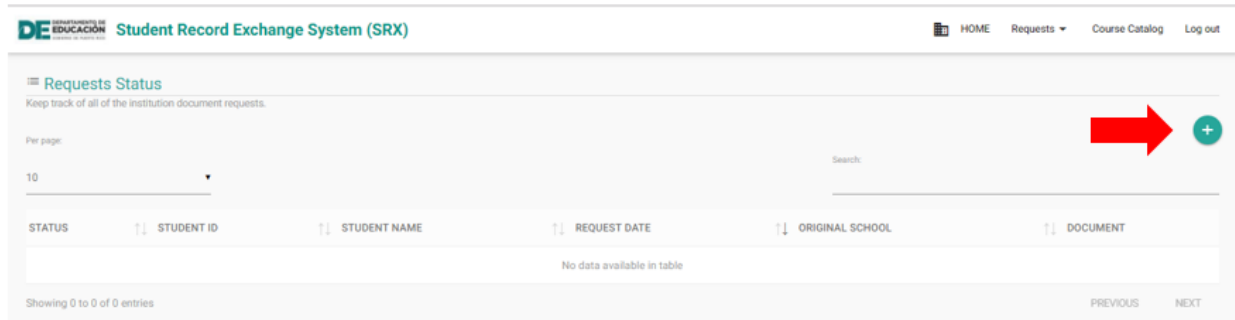 DE DEPARTAMENTO DE EDUCACIÓN Student Record Exchange System (SRX) HOME Requests Course Catalog Log out
Requests Status
Keep track of all of the institution document requests.
+
Per page:
Search:
10
STATUS STUDENT ID STUDENT NAME REQUEST DATE ORIGINAL SCHOOL DOCUMENT
No data available in table
Showing 0 to 0 of 0 entries PREVIOUS NEXT